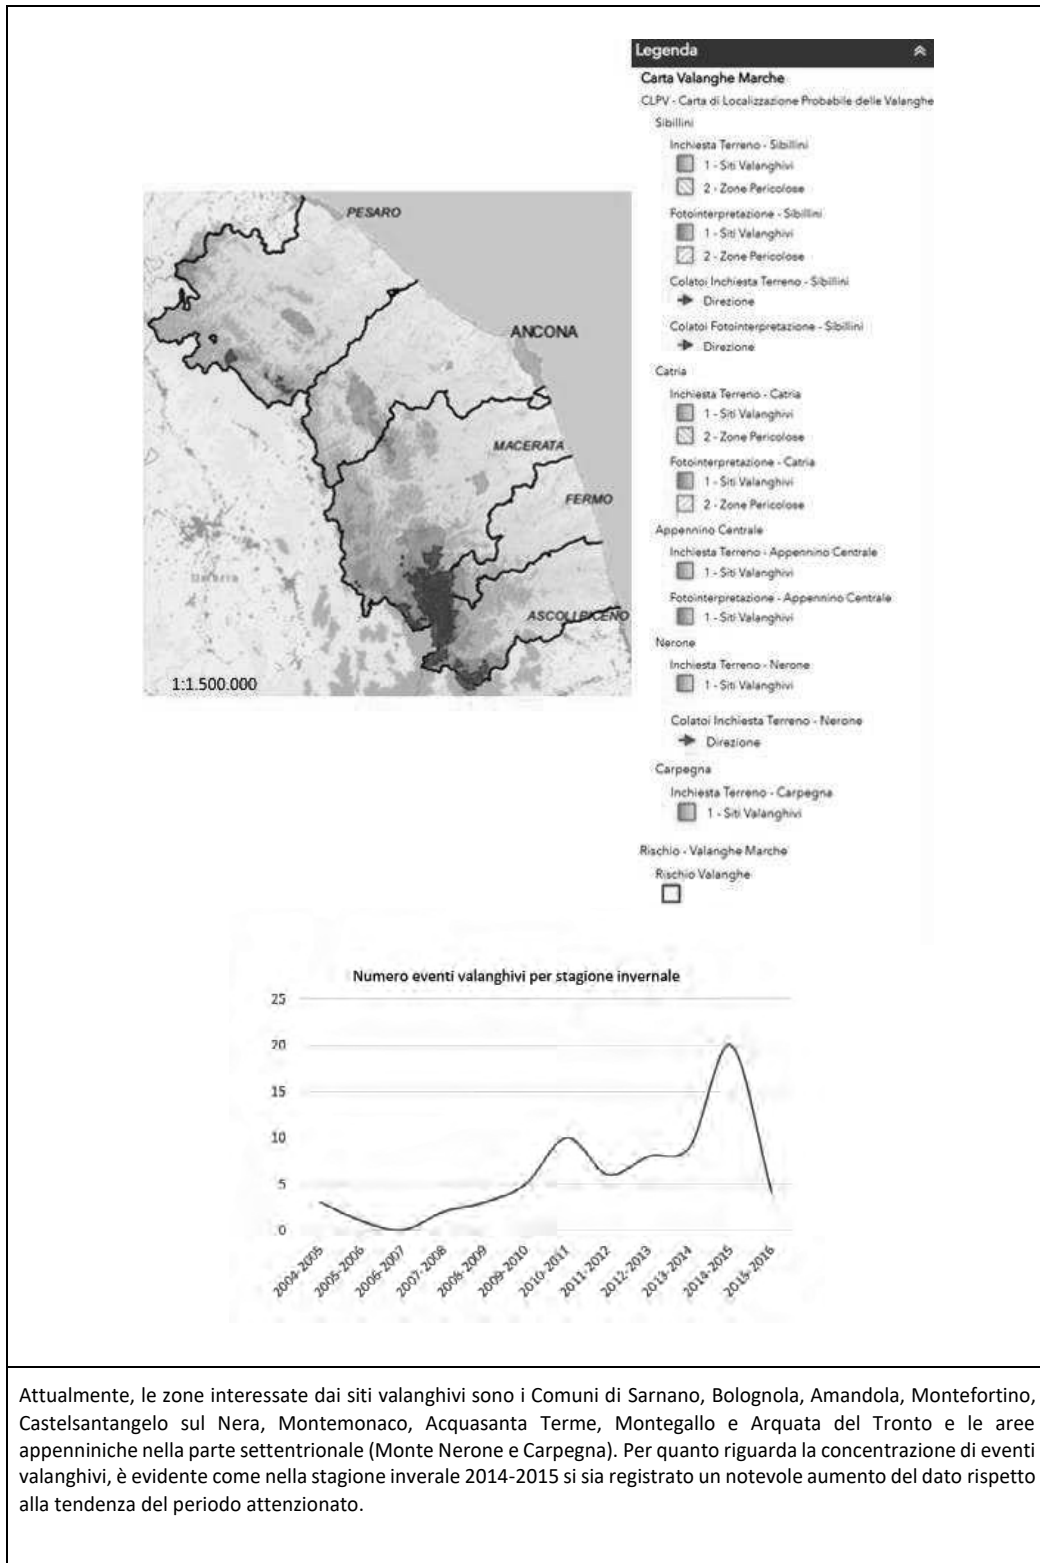 Legenda
Carta Valanghe Marche
CLPV - Carta di Localizzazione Probabile delle Valanghe
Sibillini
Inchiesta Terreno - Sibillini
1 - Siti Valanghivi
2 - Zone Pericolose
Fotointerpretazione - Sibillini
1 - Siti Valanghivi
2 - Zone Pericolose
Colatoi Inchiesta Terreno - Sibillini
Direzione
Colatoi Fotointerpretazione - Sibillini
Direzione
Catria
Inchiesta Terreno - Catria
1 - Siti Valanghivi
2 - Zone Pericolose
Fotointerpretazione - Catria
1 - Siti Valanghivi
2 - Zone Pericolose
Appennino Centrale
Inchiesta Terreno - Appennino Centrale
1 - Siti Valanghivi
Fotointerpretazione - Appennino Centrale
1 - Siti Valanghivi
Nerone
Inchiesta Terreno - Nerone
1 - Siti Valanghivi
Colatoi Inchiesta Terreno - Nerone
Direzione
Carpegna
Inchiesta Terreno - Carpegna
1 - Siti Valanghivi
Rischio - Valanghe Marche
Rischio Valanghe
PESARO
ANCONA
MACERATA
FERMO
Umbria
ASCOLI PICENO
1:1.500.000
Numero eventi valanghivi per stagione invernale
25
20
15
10
5
0
2004-2005
2005-2006
2006-2007
2007-2008
2008-2009
2009-2010
2010-2011
2011-2012
2012-2013
2013-2014
2014-2015
2015-2016
Attualmente, le zone interessate dai siti valanghivi sono i Comuni di Sarnano, Bolognola, Amandola, Montefortino,
Castelsantangelo sul Nera, Montemonaco, Acquasanta Terme, Montegallo e Arquata del Tronto e le aree
appenniniche nella parte settentrionale (Monte Nerone e Carpegna). Per quanto riguarda la concentrazione di eventi
valanghivi, è evidente come nella stagione inverale 2014-2015 si sia registrato un notevole aumento del dato rispetto
alla tendenza del periodo attenzionato.